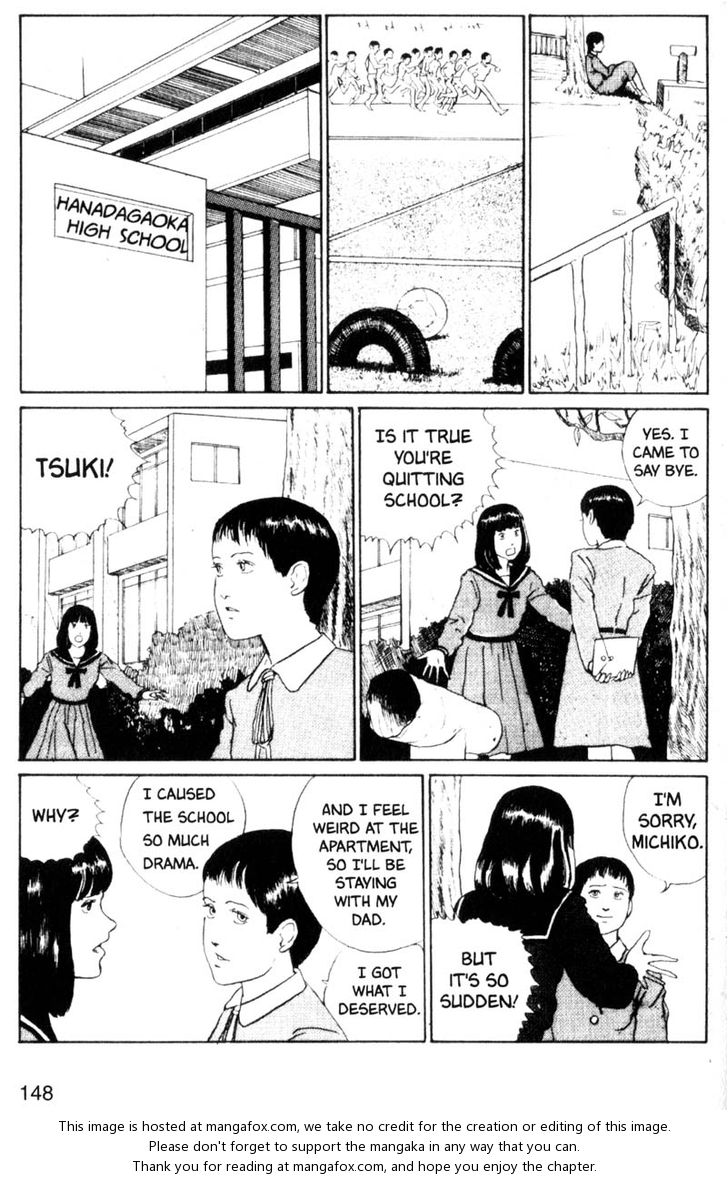 HANADAGAOKA
HIGH SCHOOL
TSUKI!
IS IT TRUE
YOU'RE
QUITTING
SCHOOL?
YES. I
CAME TO
SAY BYE.
WHY?
I CAUSED
THE SCHOOL
SO MUCH
DRAMA.
AND I FEEL
WEIRD AT THE
APARTMENT,
SO I'LL BE
STAYING
WITH MY
DAD.
I GOT
WHAT I
DESERVED.
I'M
SORRY,
MICHIKO.
BUT
IT'S SO
SUDDEN!
148
This image is hosted at mangafox.com, we take no credit for the creation or editing of this image.
Please don't forget to support the mangaka in any way that you can.
Thank you for reading at mangafox.com, and hope you enjoy the chapter.